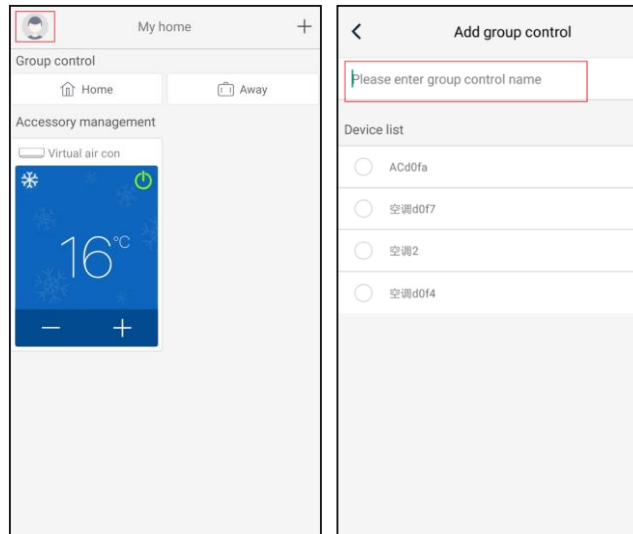 My home
Group control
Home
Away
Accessory management
Virtual air con
16°C
Add group control
Please enter group control name
Device list
ACd0fa
空调d0f7
空调2
空调d0f4